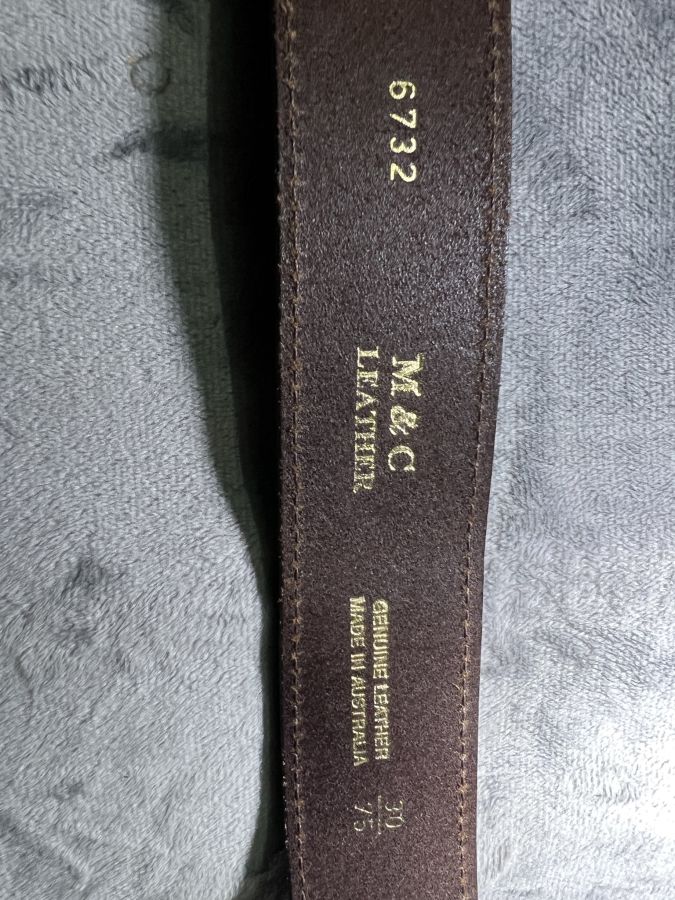 6732
M & C
LEATHER
GENUINE LEATHER
MADE IN AUSTRALIA
30
75